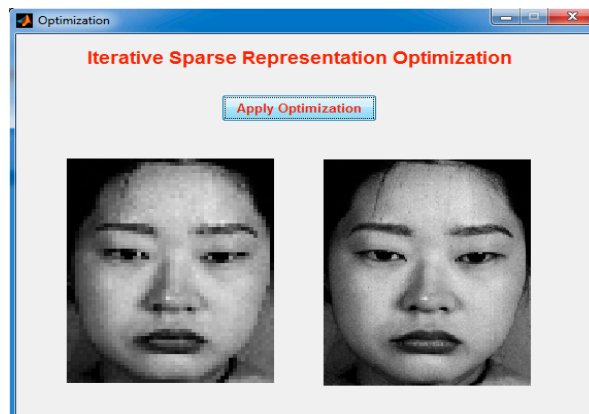 Optimization
Iterative Sparse Representation Optimization
Apply Optimization